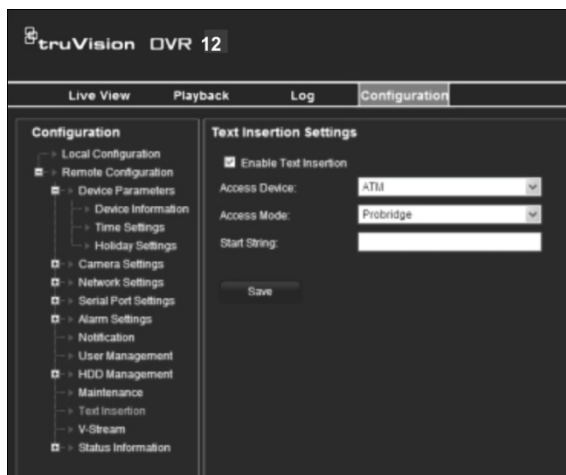 truVision DVR 12
Live View Playback Log Configuration
Configuration
Local Configuration
Remote Configuration
Device Parameters
Device Information
Time Settings
Holiday Settings
Camera Settings
Network Settings
Serial Port Settings
Alarm Settings
Notification
User Management
HDD Management
Maintenance
Text Insertion
V-Stream
Status Information
Text Insertion Settings
Enable Text Insertion
Access Device: ATM
Access Mode: Probridge
Start String:
Save